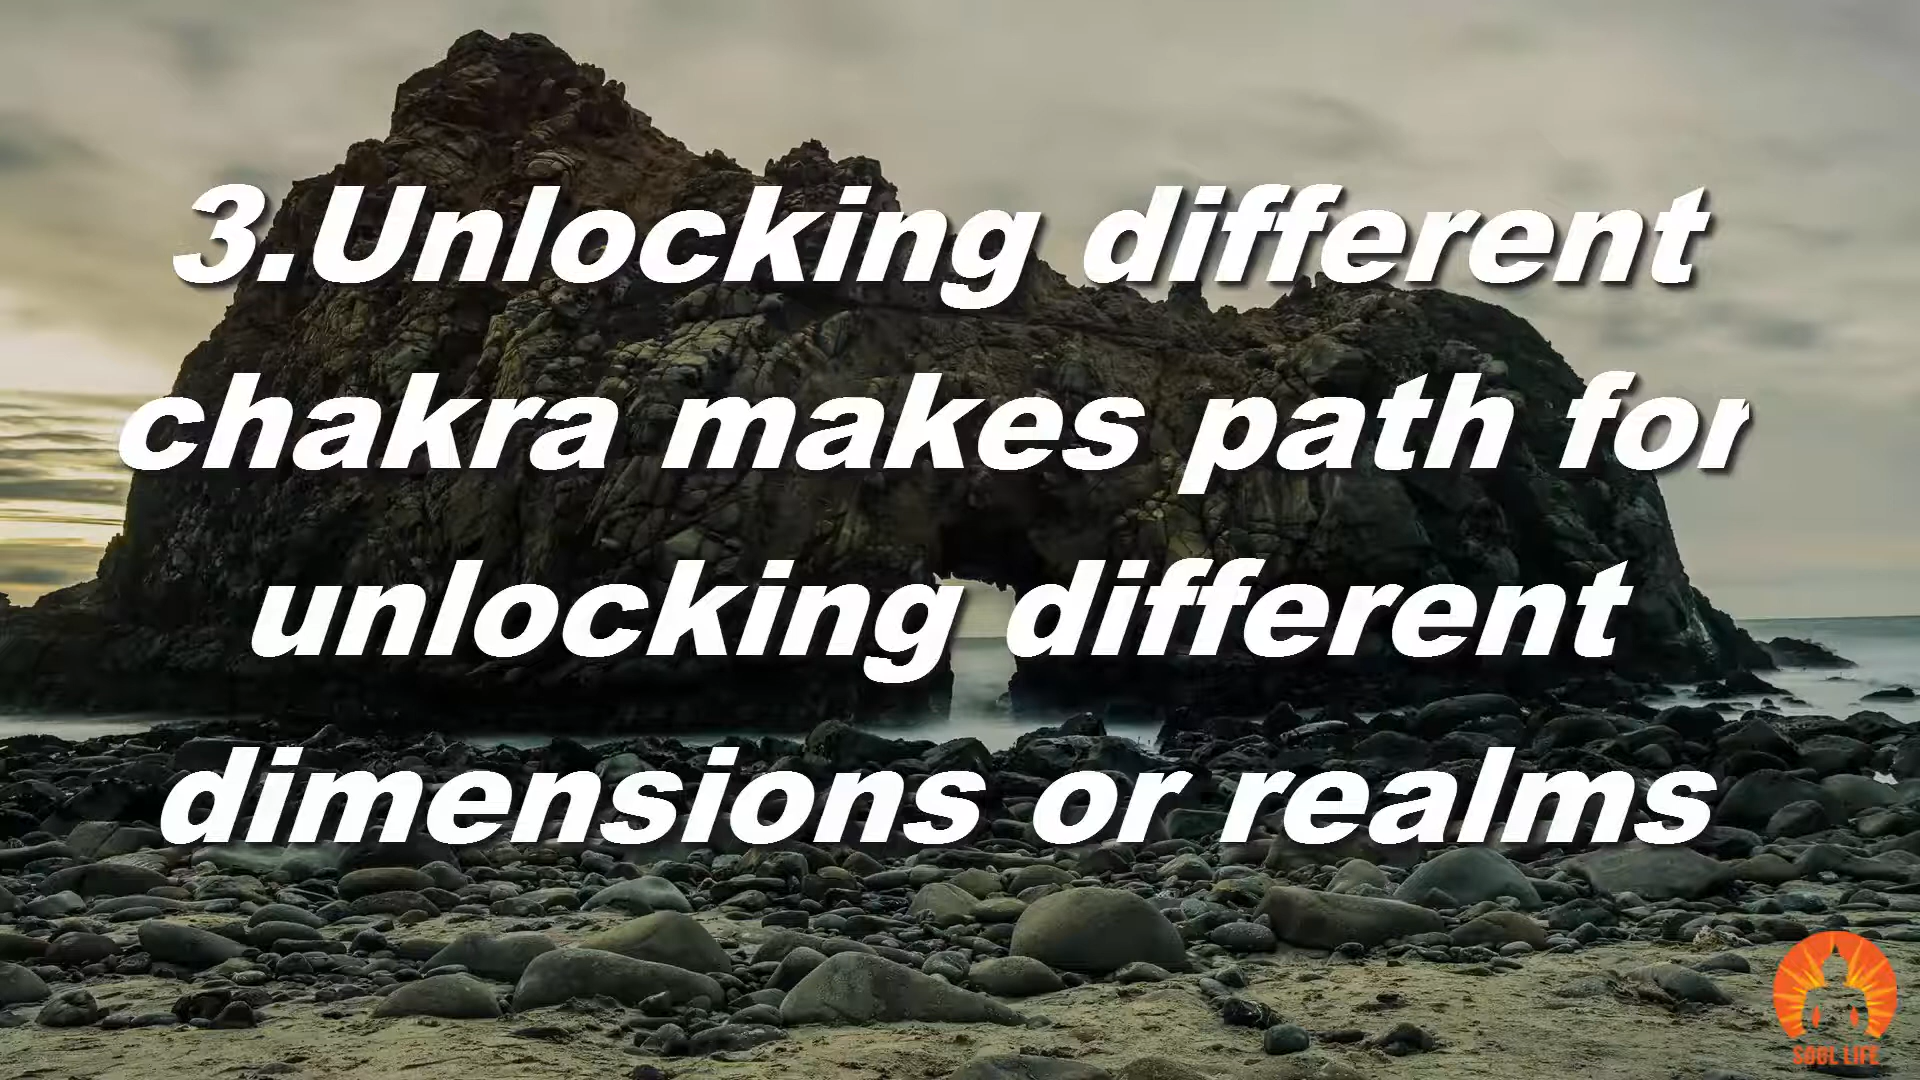 3.Unlocking different
chakra makes path for
unlocking different
dimensions or realms
SOUL LIFE